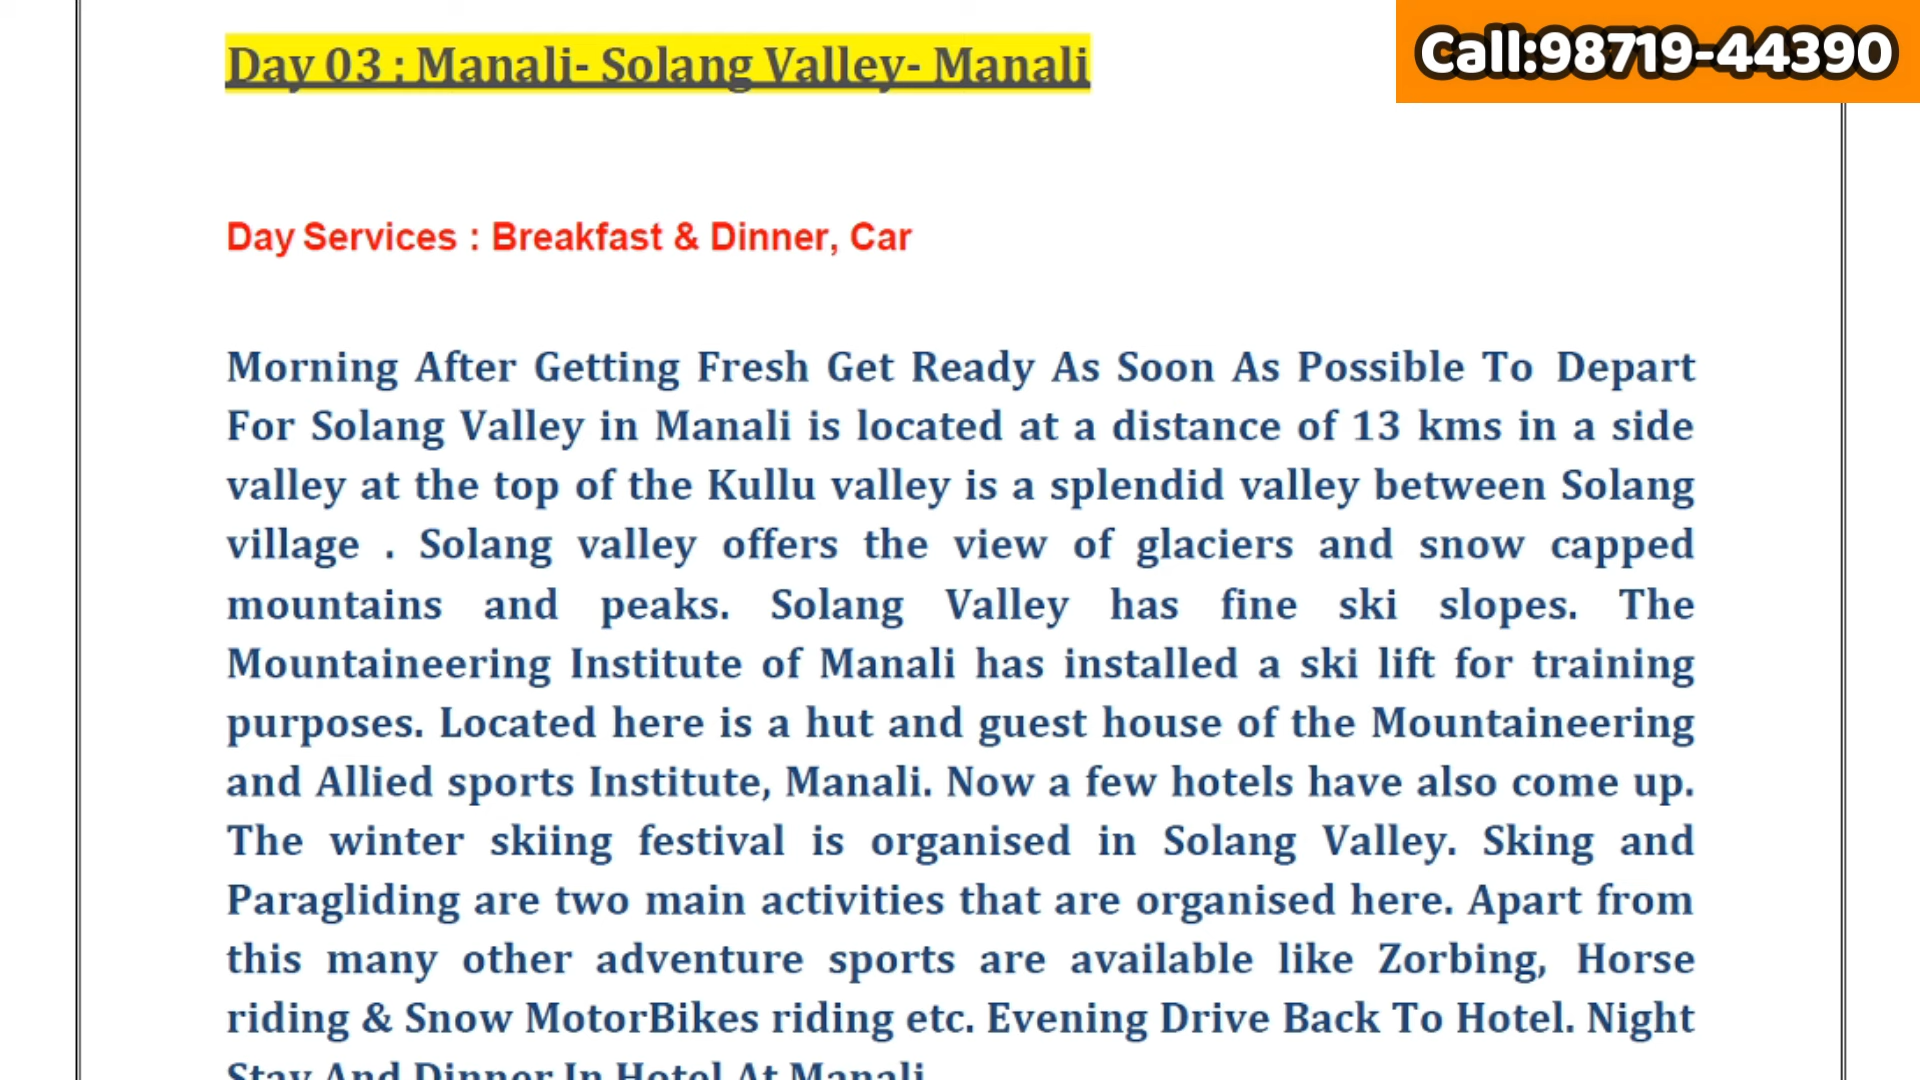 Day 03 : Manali- Solang Valley- Manali
Call:98719-44390
Day Services : Breakfast & Dinner, Car
Morning After Getting Fresh Get Ready As Soon As Possible To Depart
For Solang Valley in Manali is located at a distance of 13 kms in a side
valley at the top of the Kullu valley is a splendid valley between Solang
village . Solang valley offers the view of glaciers and snow capped
mountains and peaks. Solang Valley has fine ski slopes. The
Mountaineering Institute of Manali has installed a ski lift for training
purposes. Located here is a hut and guest house of the Mountaineering
and Allied sports Institute, Manali. Now a few hotels have also come up.
The winter skiing festival is organised in Solang Valley. Sking and
Paragliding are two main activities that are organised here. Apart from
this many other adventure sports are available like Zorbing, Horse
riding & Snow MotorBikes riding etc. Evening Drive Back To Hotel. Night
Stay And Dinner In Hotel At Manali